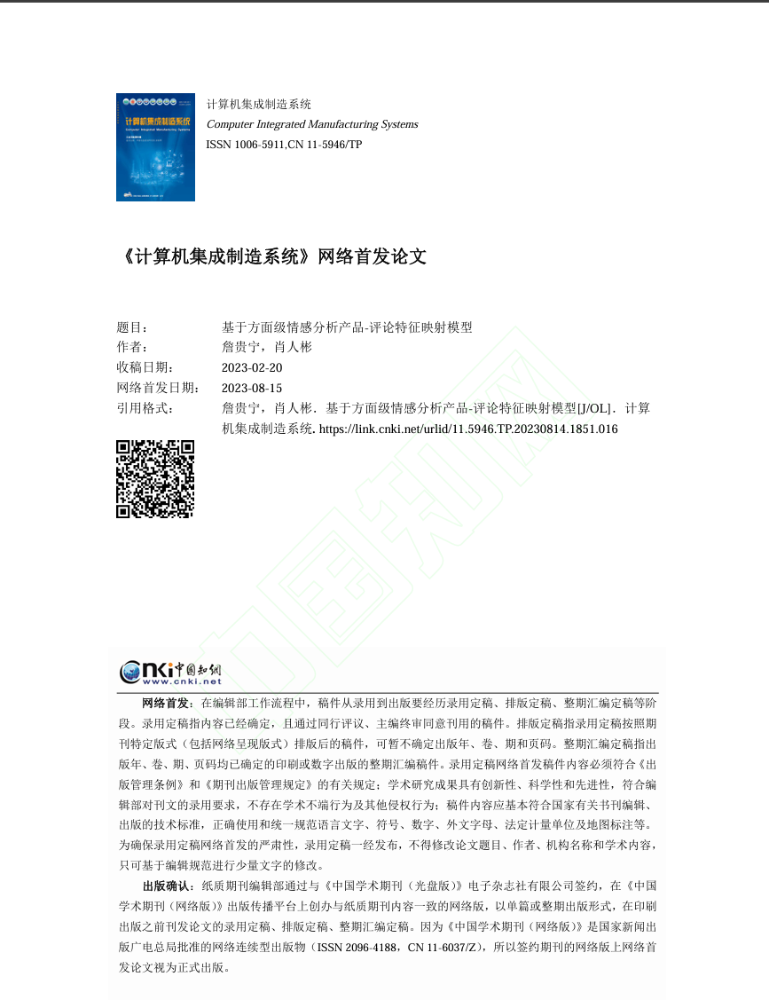 计算机集成制造系统
Computer Integrated Manufacturing Systems
计算机集成制造系统
Computer Integrated Manufacturing Systems
ISSN 1006-5911,CN 11-5946/TP
《计算机集成制造系统》网络首发论文
题目： 基于方面级情感分析产品-评论特征映射模型
作者： 詹贵宁，肖人彬
收稿日期： 2023-02-20
网络首发日期： 2023-08-15
引用格式： 詹贵宁，肖人彬．基于方面级情感分析产品-评论特征映射模型[J/OL]．计算
机集成制造系统. https://link.cnki.net/urlid/11.5946.TP.20230814.1851.016
中国知网
cnki 中国知网
www.cnki.net
网络首发：在编辑部工作流程中，稿件从录用到出版要经历录用定稿、排版定稿、整期汇编定稿等阶
段。录用定稿指内容已经确定，且通过同行评议、主编终审同意刊用的稿件。排版定稿指录用定稿按照期
刊特定版式（包括网络呈现版式）排版后的稿件，可暂不确定出版年、卷、期和页码。整期汇编定稿指出
版年、卷、期、页码均已确定的印刷或数字出版的整期汇编稿件。录用定稿网络首发稿件内容必须符合《出
版管理条例》和《期刊出版管理规定》的有关规定；学术研究成果具有创新性、科学性和先进性，符合编
辑部对刊文的录用要求，不存在学术不端行为及其他侵权行为；稿件内容应基本符合国家有关书刊编辑、
出版的技术标准，正确使用和统一规范语言文字、符号、数字、外文字母、法定计量单位及地图标注等。
为确保录用定稿网络首发的严肃性，录用定稿一经发布，不得修改论文题目、作者、机构名称和学术内容，
只可基于编辑规范进行少量文字的修改。
出版确认：纸质期刊编辑部通过与《中国学术期刊（光盘版）》电子杂志社有限公司签约，在《中国
学术期刊（网络版）》出版传播平台上创办与纸质期刊内容一致的网络版，以单篇或整期出版形式，在印刷
出版之前刊发论文的录用定稿、排版定稿、整期汇编定稿。因为《中国学术期刊（网络版）》是国家新闻出
版广电总局批准的网络连续型出版物（ISSN 2096-4188，CN 11-6037/Z），所以签约期刊的网络版上网络首
发论文视为正式出版。